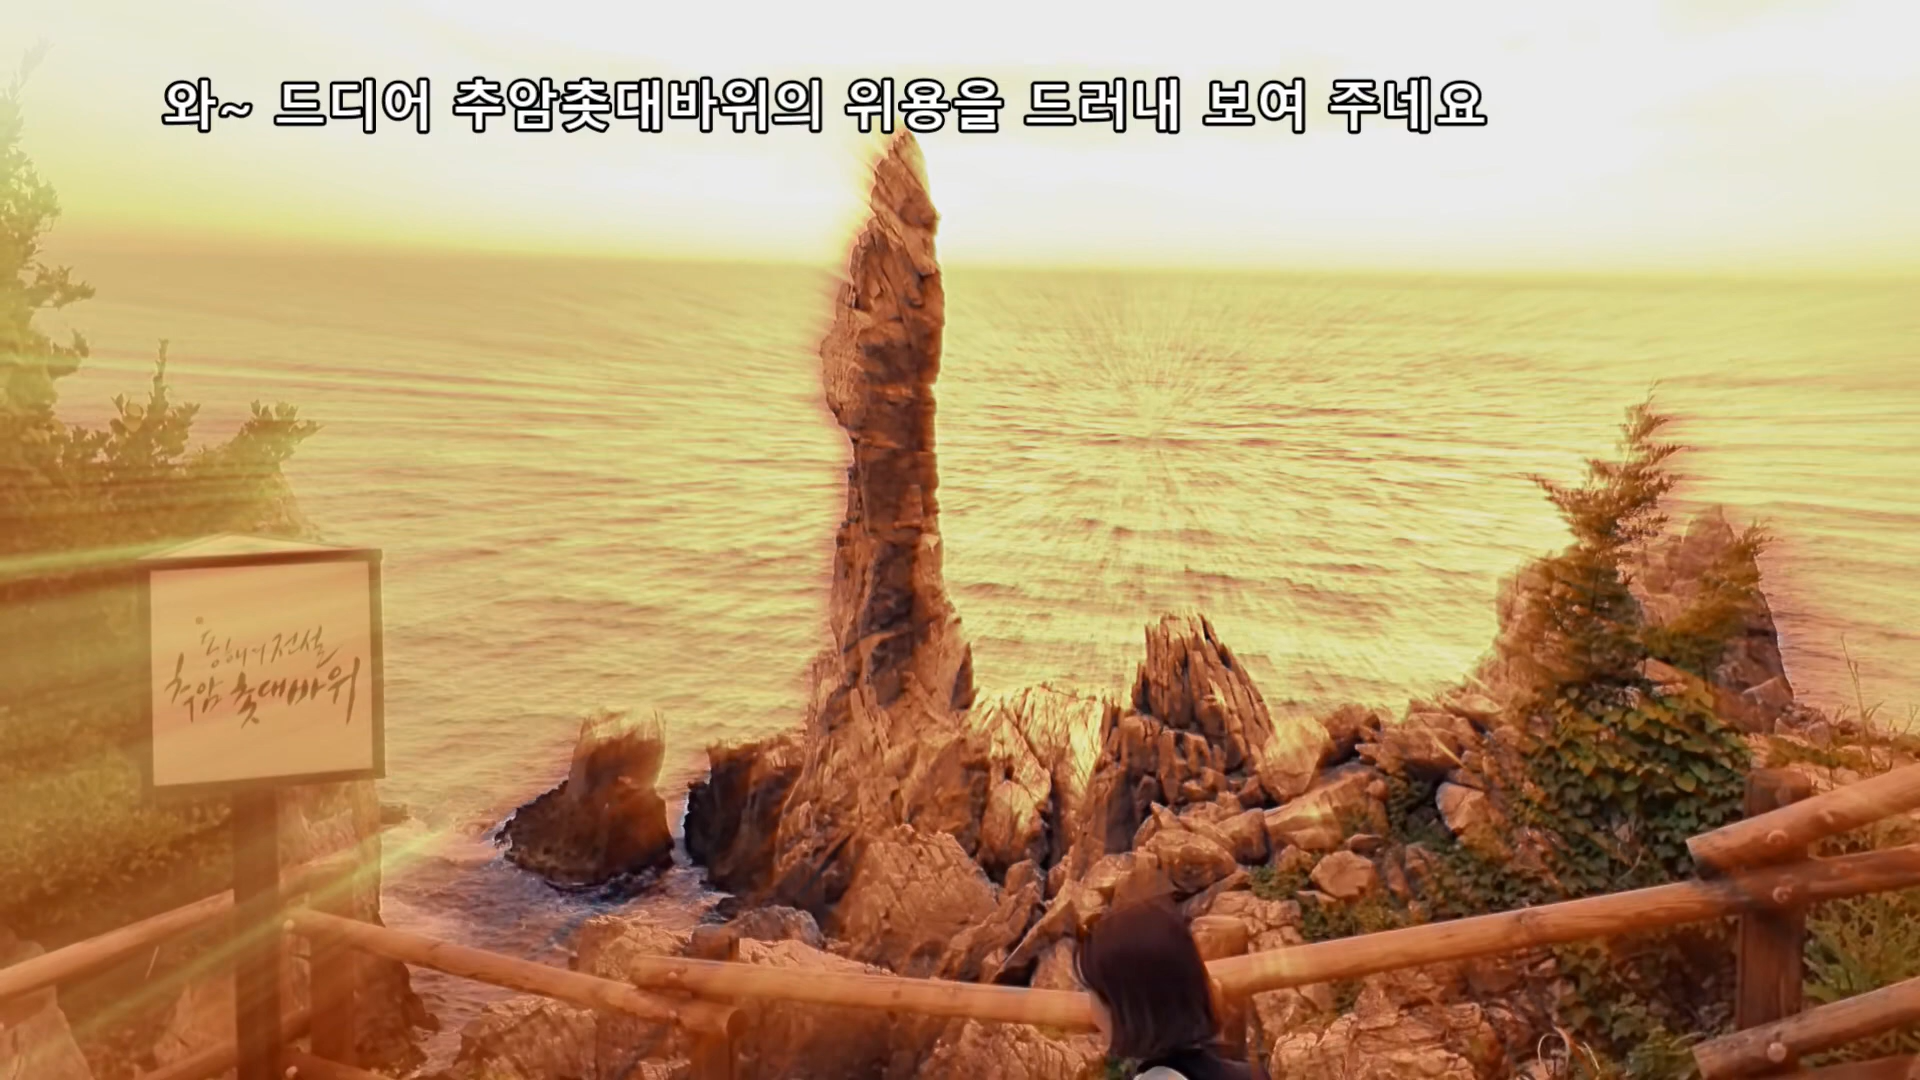 와~ 드디어 추암촛대바위의 위용을 드러내 보여 주네요
동해의 전설
추암 촛대바위